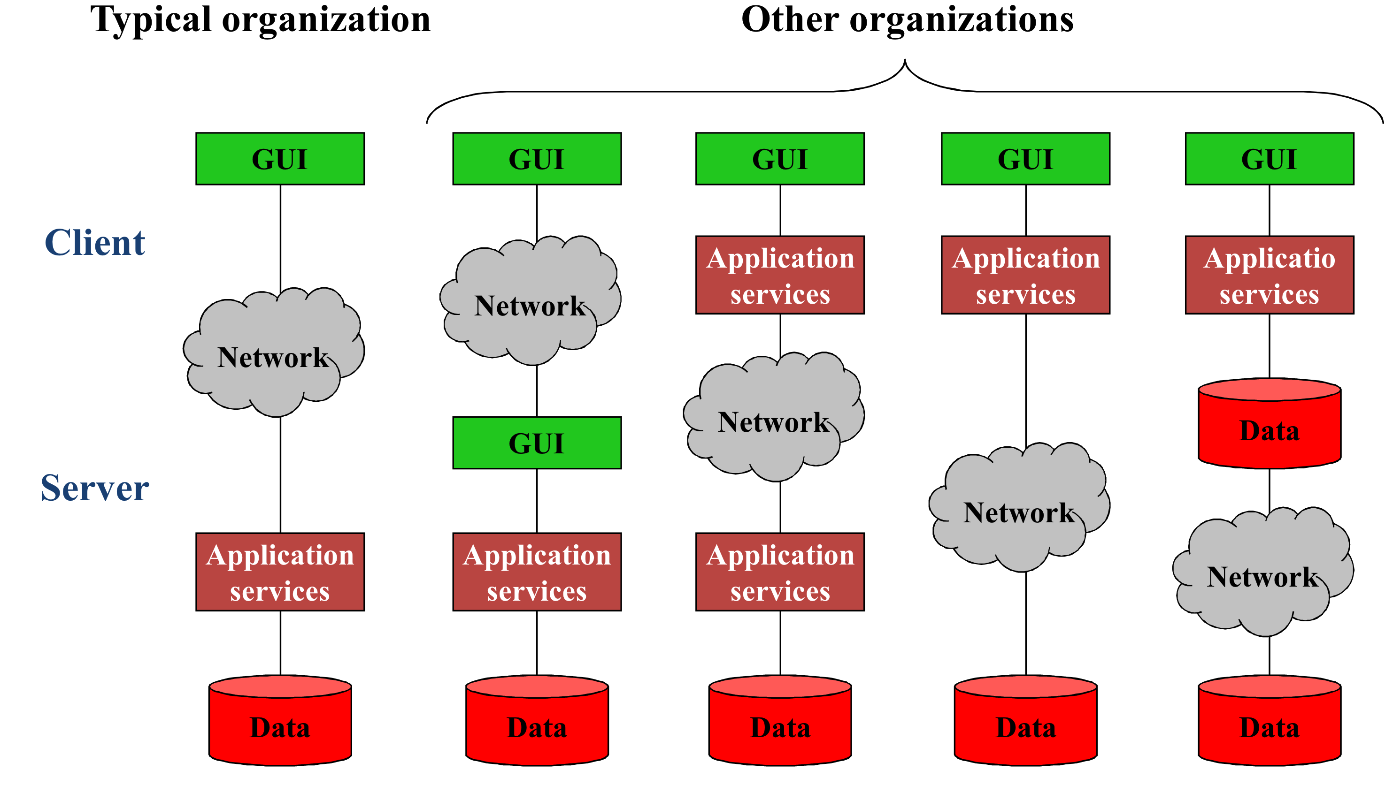 Typical organization
Other organizations
GUI
GUI
GUI
GUI
GUI
Client
Application
services
Application
services
Applicatio
services
Network
Network
Network
Data
GUI
Server
Network
Network
Application
services
Application
services
Application
services
Data
Data
Data
Data
Data